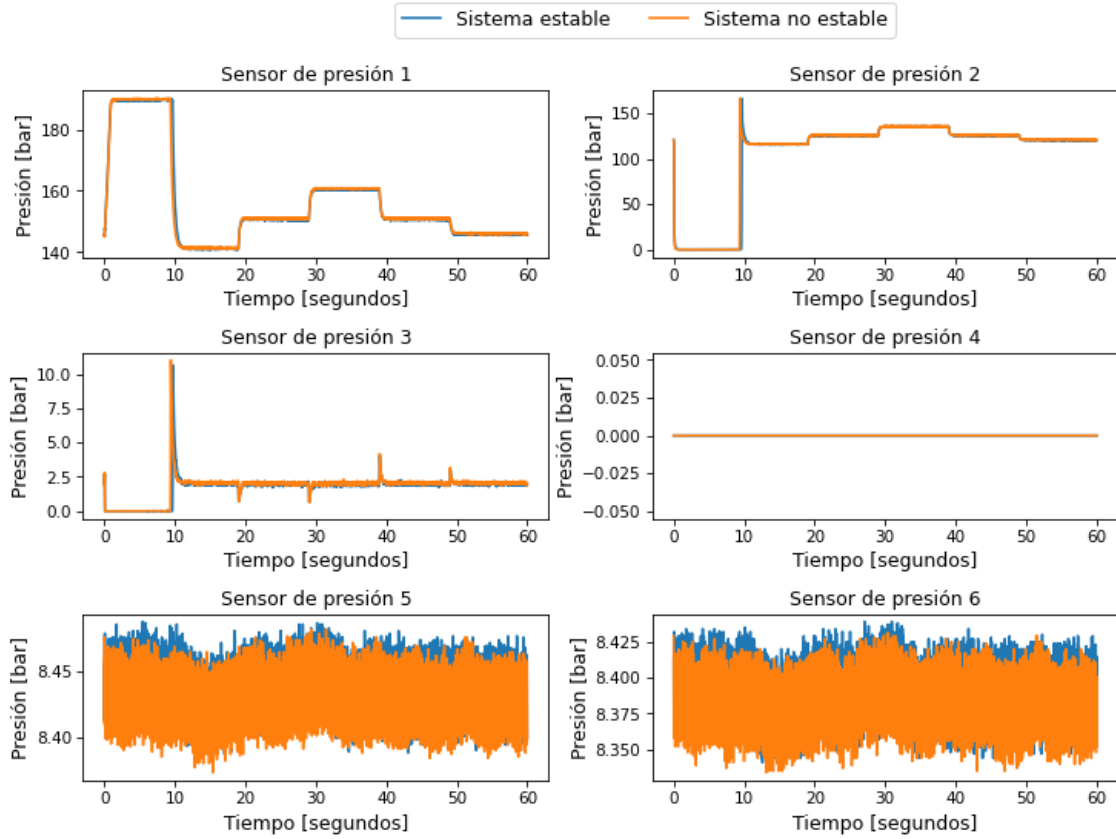 Sistema estable
Sistema no estable
Sensor de presión 1
Presión [bar]
180
160
140
0 10 20 30 40 50 60
Tiempo [segundos]
Sensor de presión 2
Presión [bar]
150
100
50
0
0 10 20 30 40 50 60
Tiempo [segundos]
Sensor de presión 3
Presión [bar]
10.0
7.5
5.0
2.5
0.0
0 10 20 30 40 50 60
Tiempo [segundos]
Sensor de presión 4
Presión [bar]
0.050
0.025
0.000
−0.025
−0.050
0 10 20 30 40 50 60
Tiempo [segundos]
Sensor de presión 5
Presión [bar]
8.45
8.40
0 10 20 30 40 50 60
Tiempo [segundos]
Sensor de presión 6
Presión [bar]
8.425
8.400
8.375
8.350
0 10 20 30 40 50 60
Tiempo [segundos]